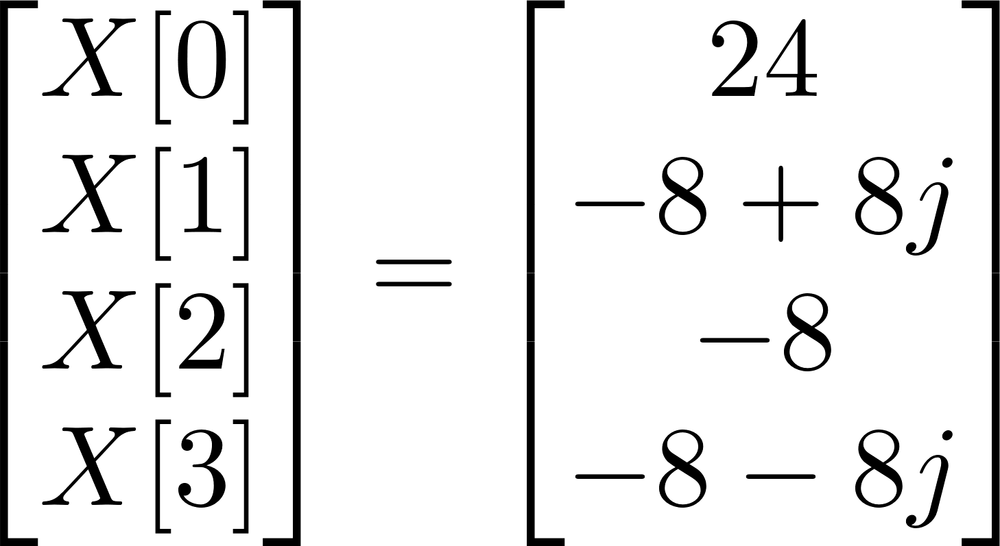 X[0] 24
X[1] −8 + 8j
X[2] = −8
X[3] −8 − 8j